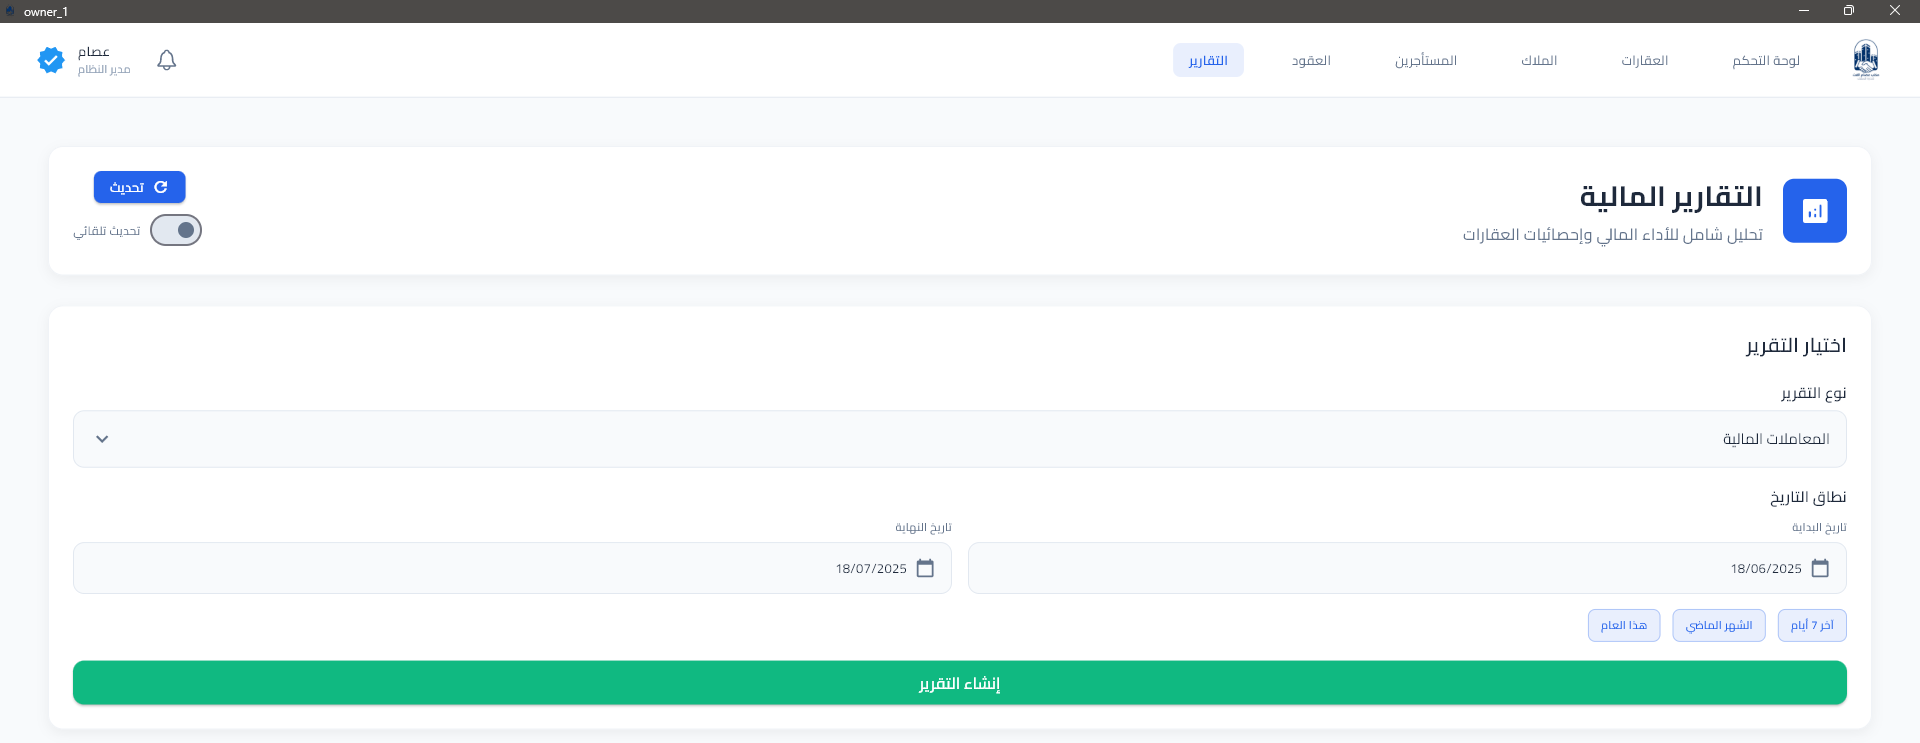 owner_1
لوحة التحكم
العقارات
الملاك
المستأجرين
العقود
التقارير
عصام
مدير النظام
التقارير المالية
تحليل شامل للأداء المالي وإحصائيات العقارات
تحديث
تحديث تلقائي
اختيار التقرير
نوع التقرير
المعاملات المالية
نطاق التاريخ
تاريخ البداية
18/06/2025
تاريخ النهاية
18/07/2025
آخر 7 أيام
الشهر الماضي
هذا العام
إنشاء التقرير